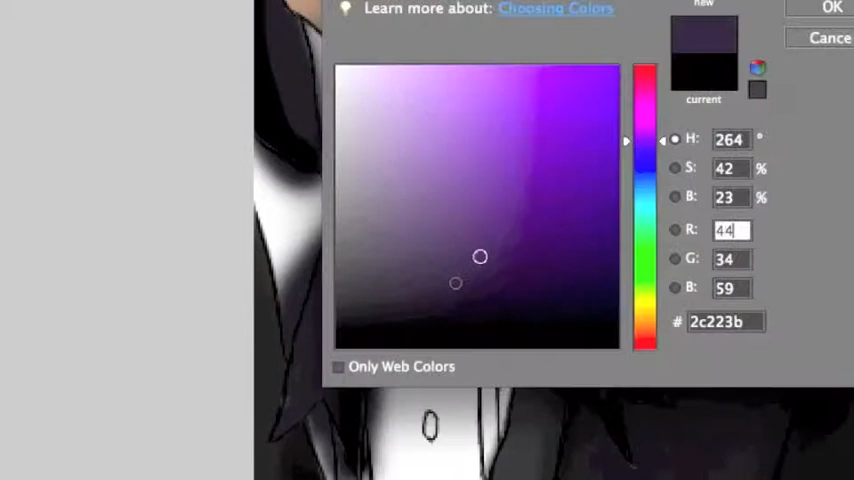 Learn more about: Choosing Colors
new
OK
Cance
current
H: 264 °
S: 42 %
B: 23 %
R: 44
G: 34
B: 59
# 2c223b
Only Web Colors